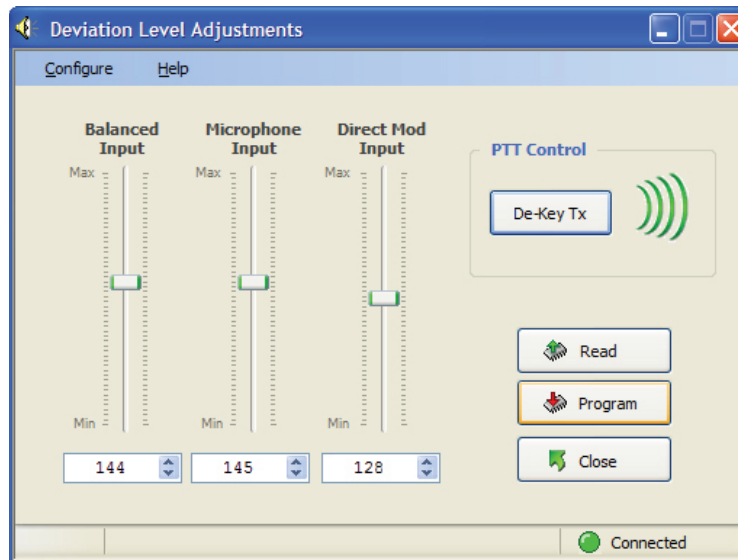 Deviation Level Adjustments
Configure Help
Balanced Input
Microphone Input
Direct Mod Input
Max
Max
Max
Min
Min
Min
144
145
128
PTT Control
De-Key Tx
Read
Program
Close
Connected